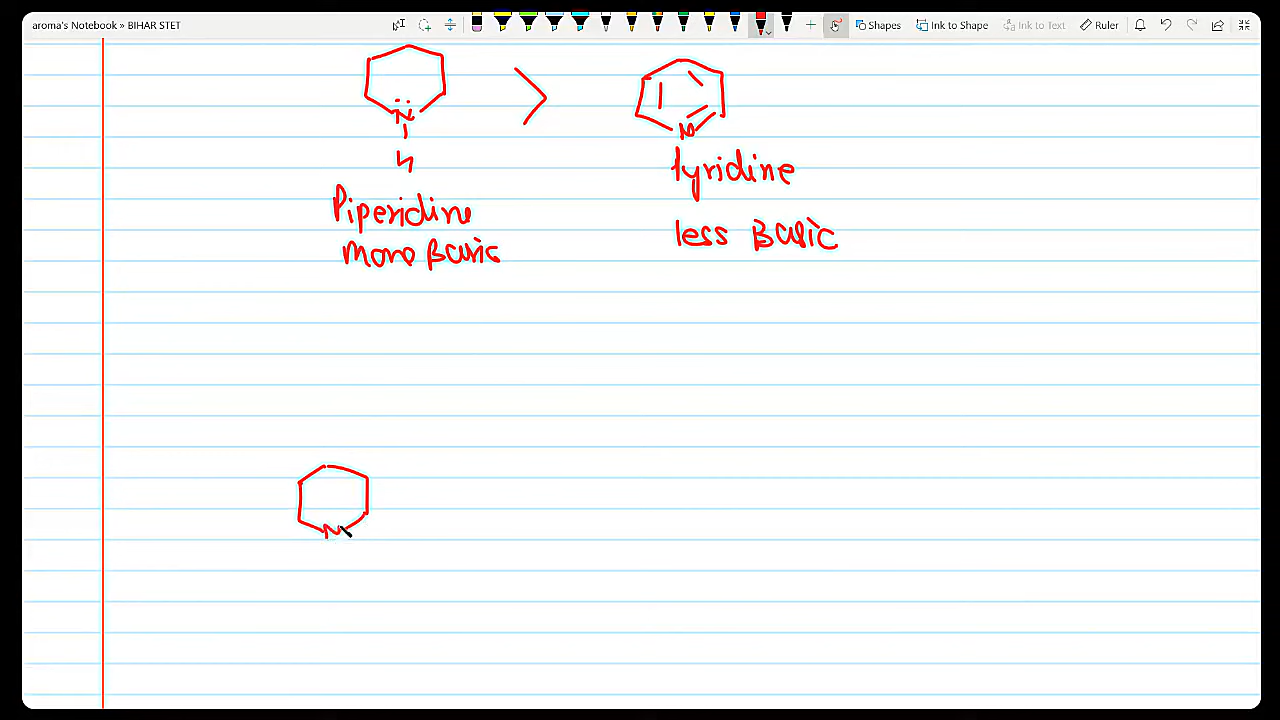 aroma's Notebook » BIHAR STET
Shapes Ink to Shape Ink to Text Ruler
N
H
>
N
Piperidine
more Basic
Pyridine
less Basic
N